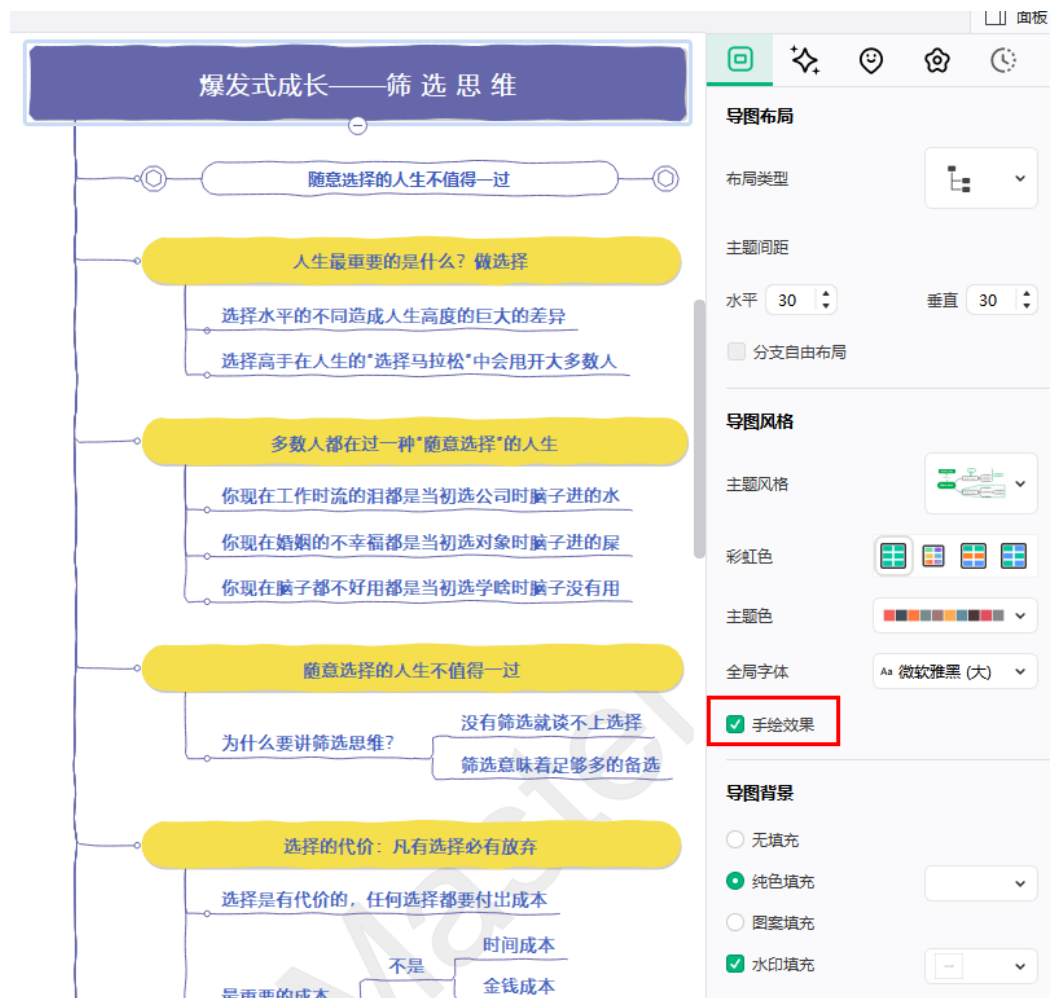 面板
爆发式成长——筛选思维
随意选择的人生不值得一过
人生最重要的是什么？做选择
选择水平的不同造成人生高度的巨大的差异
选择高手在人生的"选择马拉松"中会甩开大多数人
多数人都在过一种"随意选择"的人生
你现在工作时流的泪都是当初选公司时脑子进的水
你现在婚姻的不幸福都是当初选对象时脑子进的屎
你现在脑子都不好用都是当初选学啥时脑子没有用
随意选择的人生不值得一过
为什么要讲筛选思维？
没有筛选就谈不上选择
筛选意味着足够多的备选
选择的代价：凡有选择必有放弃
选择是有代价的，任何选择都要付出成本
最重要的成本
不是
时间成本
金钱成本
Master
导图布局
布局类型
主题间距
水平 30 垂直 30
分支自由布局
导图风格
主题风格
彩虹色
主题色
全局字体 Aa 微软雅黑 (大)
手绘效果
导图背景
无填充
纯色填充
图案填充
水印填充